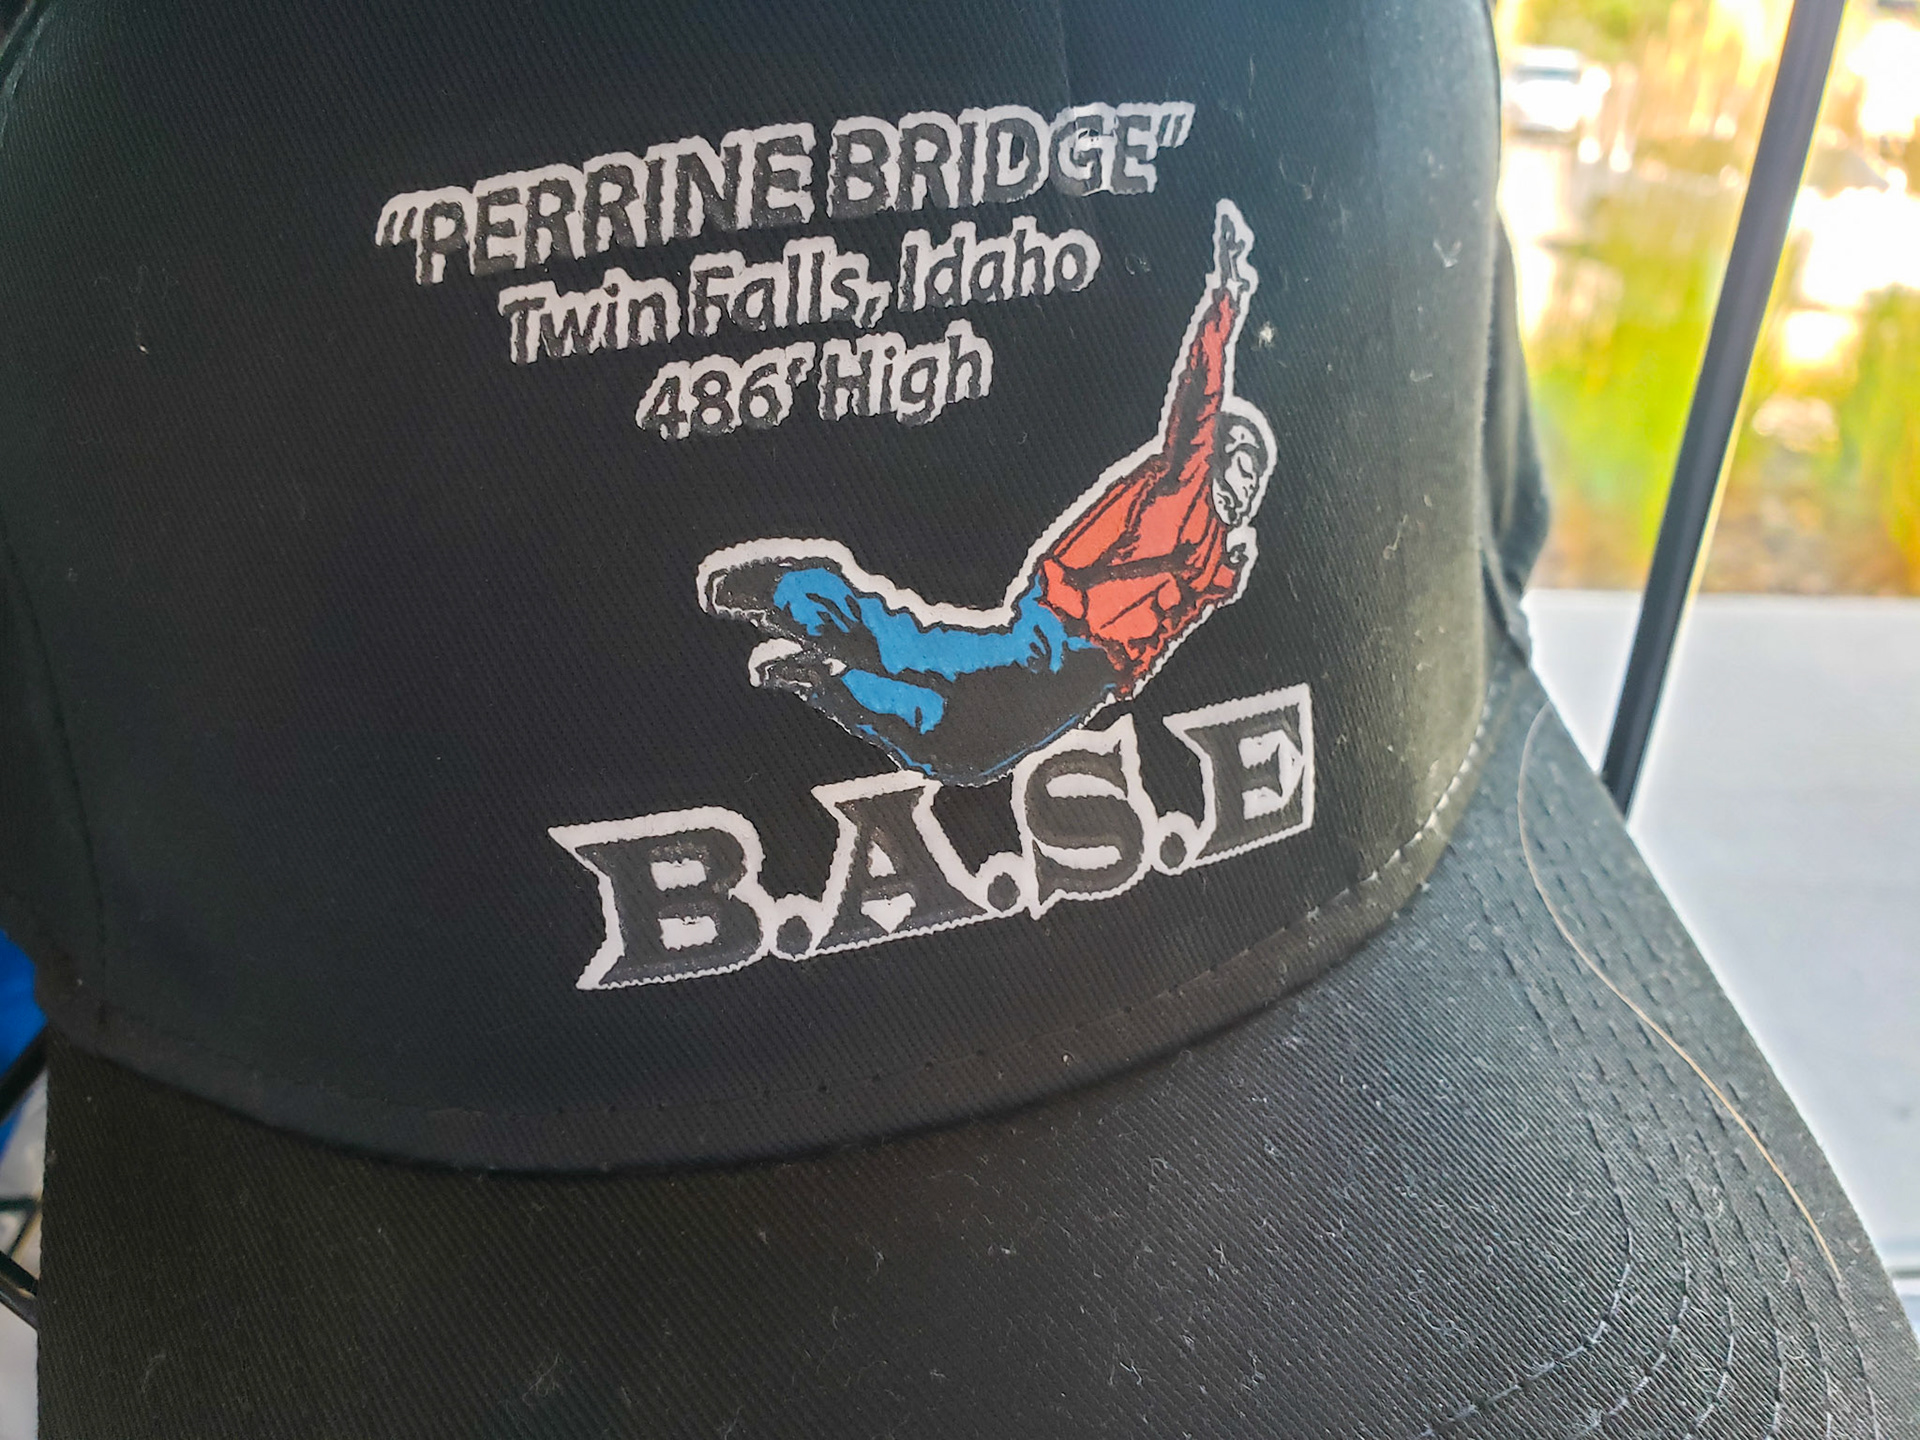 "PERRINE BRIDGE"
Twin Falls, Idaho
486' High
B.A.S.E